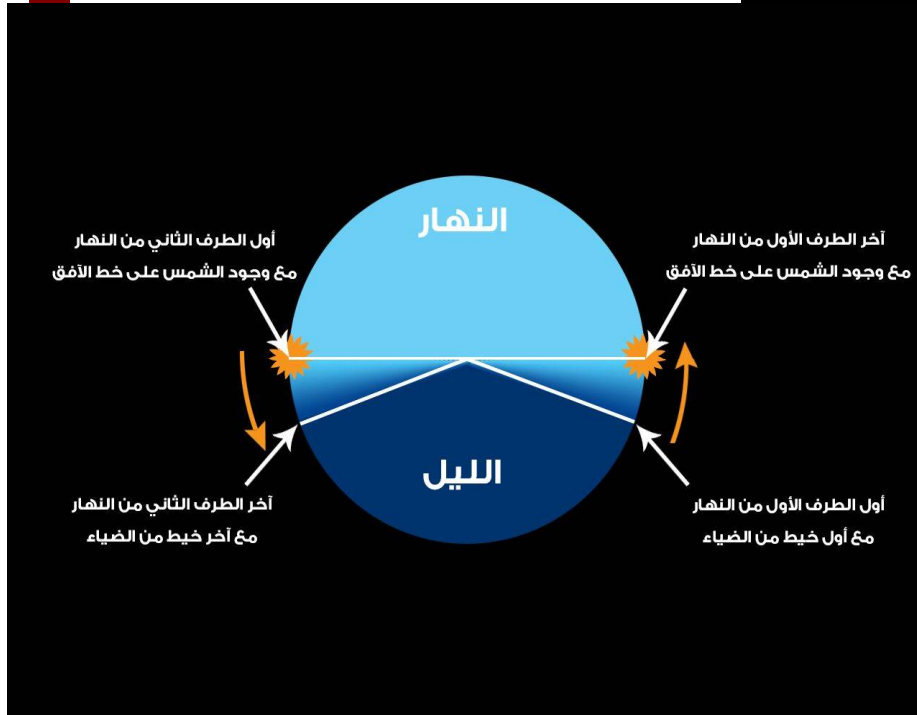 النهار
آخر الطرف الأول من النهار
مع وجود الشمس على خط الآفق
أول الطرف الثاني من النهار
مع وجود الشمس على خط الآفق
الليل
أول الطرف الأول من النهار
مع أول خيط من الضياء
آخر الطرف الثاني من النهار
مع آخر خيط من الضياء